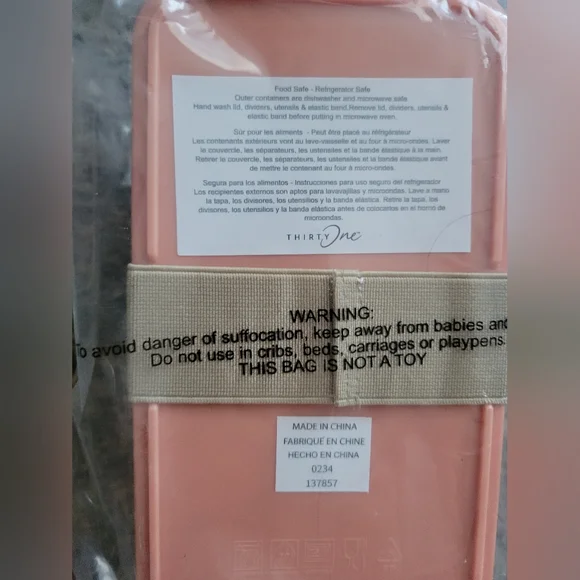 Food Safe - Refrigerator Safe
Outer containers are dishwasher and microwave safe
Hand wash lid, dividers, utensils & elastic band.Remove lid, dividers, utensils &
elastic band before putting in microwave oven.
Sûr pour les aliments - Peut être placé au réfrigérateur
Les contenants extérieurs vont au lave-vaisselle et au four à micro-ondes. Laver
le couvercle, les séparateurs, les ustensiles et la bande élastique à la main.
Retirer le couvercle, les séparateurs, les ustensiles et la bande élastique avant
de mettre le contenant au four à micro-ondes.
Segura para los alimentos - Instrucciones para uso seguro del refrigerador
Los recipientes externos son aptos para lavavajillas y microondas. Lave a mano
la tapa, los divisores, los utensilios y la banda elástica. Retire la tapa, los
divisores, los utensilios y la banda elástica antes de colocarlos en el horno de
microondas.
THIRTY One
WARNING:
To avoid danger of suffocation, keep away from babies and
Do not use in cribs, beds, carriages or playpens.
THIS BAG IS NOT A TOY
MADE IN CHINA
FABRIQUÉ EN CHINE
HECHO EN CHINA
0234
137857